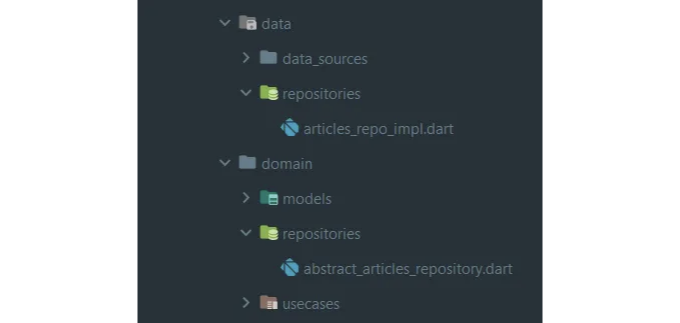 data
data_sources
repositories
articles_repo_impl.dart
domain
models
repositories
abstract_articles_repository.dart
usecases